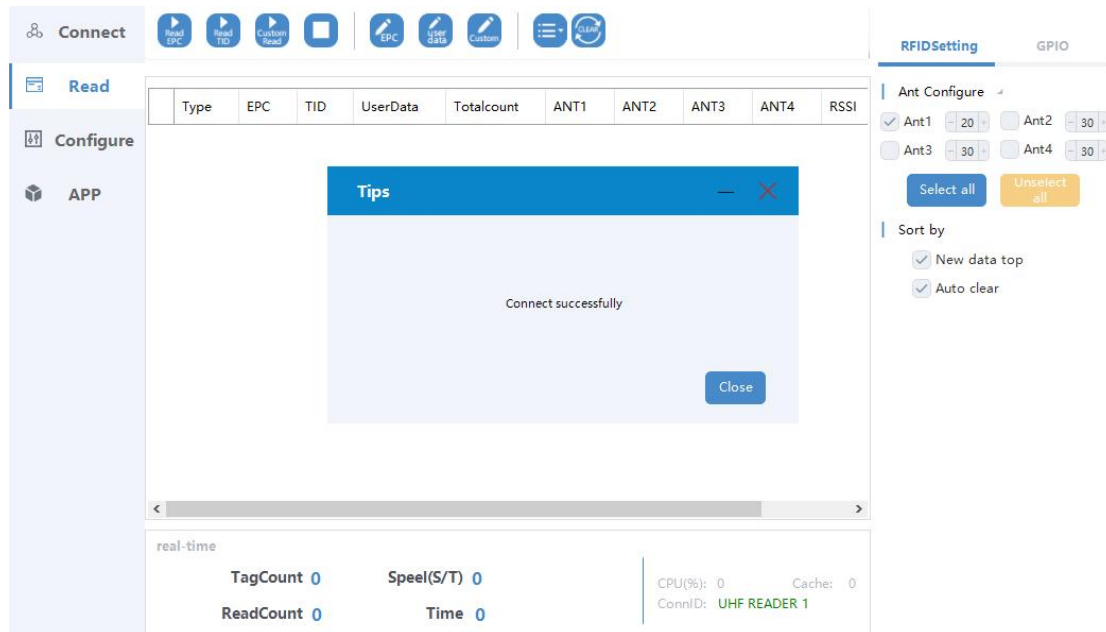 Connect
Read
Configure
APP
Read EPC
Read TID
Custom Read
EPC
user data
Custom
CLEAR
Type EPC TID UserData Totalcount ANT1 ANT2 ANT3 ANT4 RSSI
Tips
Connect successfully
Close
real-time
TagCount 0 Speel(S/T) 0
ReadCount 0 Time 0
CPU(%): 0 Cache: 0
ConnID: UHF READER 1
RFIDSetting GPIO
Ant Configure
Ant1 - 20 + Ant2 - 30 +
Ant3 - 30 + Ant4 - 30 +
Select all
Unselect
all
Sort by
New data top
Auto clear